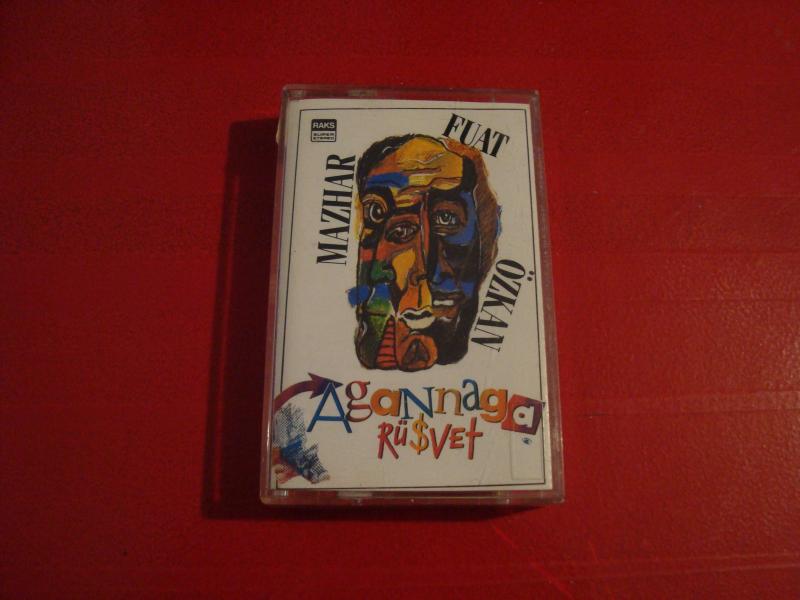 RAKS
SUPER
STEREO
MAZHAR
FUAT
ÖZKAN
AgaNNaga
RÜ$VEt